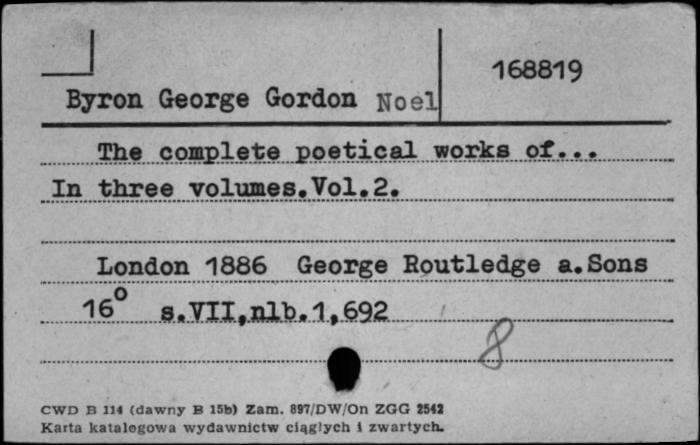 168819
Byron George Gordon Noel
The complete poetical works of...
In three volumes.Vol.2.
London 1886 George Routledge a.Sons
16° s.VII,nlb.1,692
8
CWD B 114 (dawny B 15b) Zam. 897/DW/On ZGG 2542
Karta katalogowa wydawnictw ciągłych i zwartych.